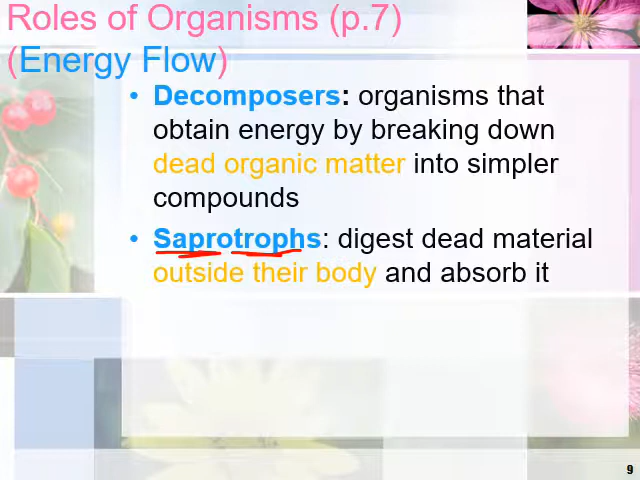 Roles of Organisms (p.7)
(Energy Flow)
• Decomposers: organisms that
obtain energy by breaking down
dead organic matter into simpler
compounds
• Saprotrophs: digest dead material
outside their body and absorb it
9